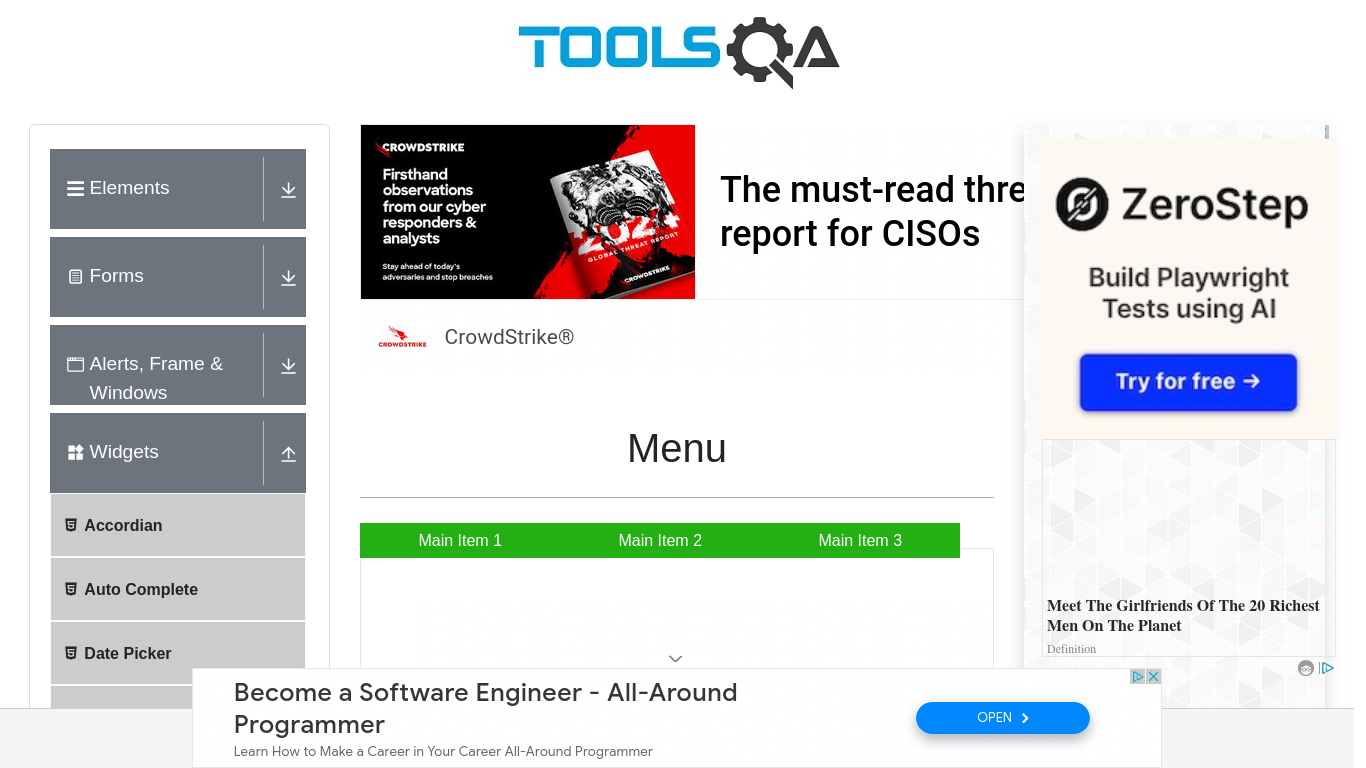 TOOLSQA
Elements
Forms
Alerts, Frame &
Windows
Widgets
Accordian
Auto Complete
Date Picker
CROWDSTRIKE
Firsthand
observations
from our cyber
responders &
analysts
Stay ahead of today's
adversaries and stop breaches
2024
GLOBAL THREAT REPORT
CROWDSTRIKE
The must-read thre
report for CISOs
CROWDSTRIKE
CrowdStrike®
Menu
Main Item 1
Main Item 2
Main Item 3
ZeroStep
Build Playwright
Tests using AI
Try for free →
Meet The Girlfriends Of The 20 Richest
Men On The Planet
Definition
Become a Software Engineer - All-Around
Programmer
Learn How to Make a Career in Your Career All-Around Programmer
OPEN